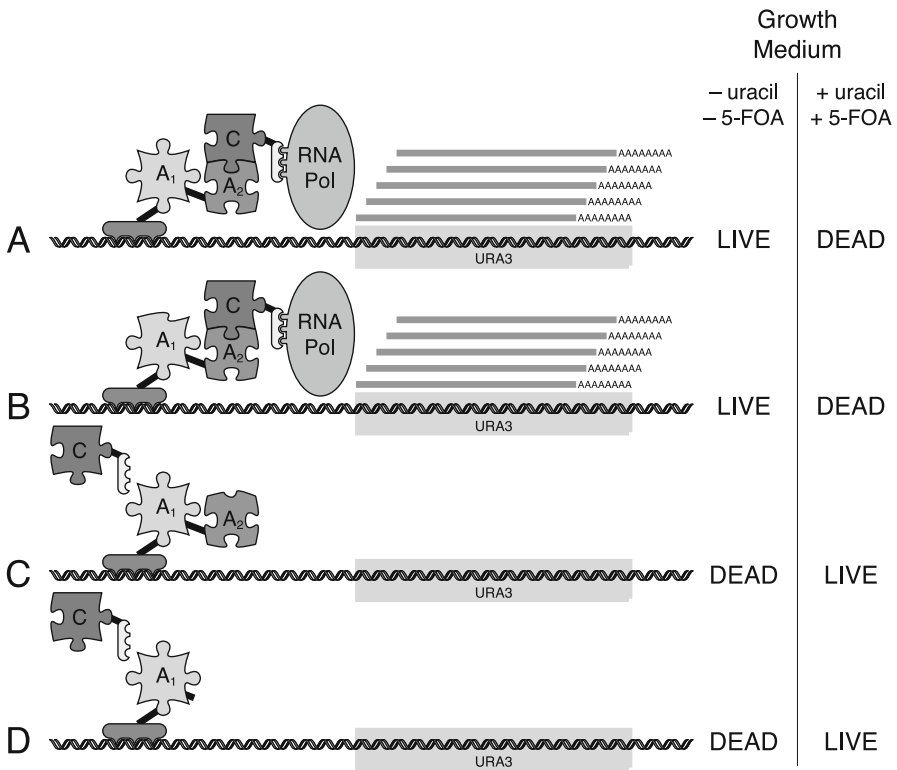 Growth
Medium
– uracil + uracil
– 5-FOA + 5-FOA
C
RNA
Pol
A₁
A₂
AAAAAAAA
AAAAAAAA
AAAAAAAA
AAAAAAAA
AAAAAAAA
A LIVE DEAD
URA3
C
RNA
Pol
A₁
A₂
AAAAAAAA
AAAAAAAA
AAAAAAAA
AAAAAAAA
AAAAAAAA
B LIVE DEAD
URA3
C
A₁
A₂
C DEAD LIVE
URA3
C
A₁
D DEAD LIVE
URA3